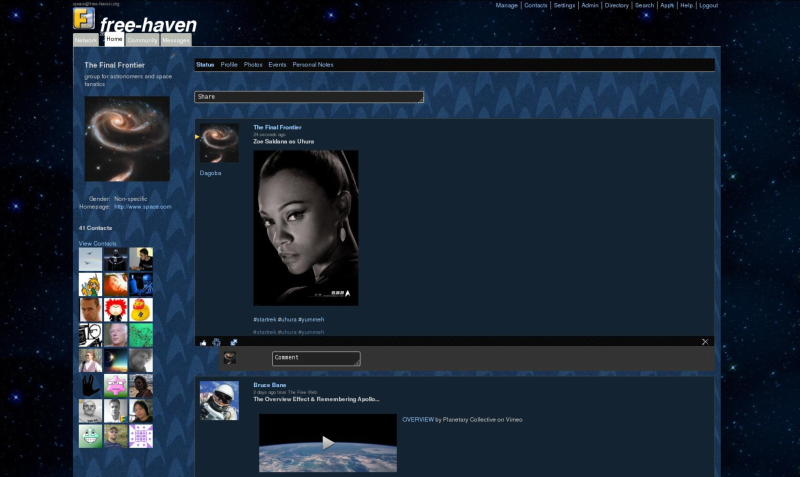 space@free-haven.org
Manage | Contacts | Settings | Admin | Directory | Search | Apps | Help | Logout
free-haven
Network Home Community Messages
The Final Frontier
group for astronomers and space
fanatics
Gender: Non-specific
Homepage: http://www.space.com
41 Contacts
View Contacts
Status Profile Photos Events Personal Notes
Share
The Final Frontier
24 seconds ago
Zoe Saldana as Uhura
Dagoba
#startrek #uhura #yummeh
#startrek #uhura #yummeh
Comment
Bruce Bane
2 days ago from The Free Web
The Overview Effect & Remembering Apollo...
OVERVIEW by Planetary Collective on Vimeo